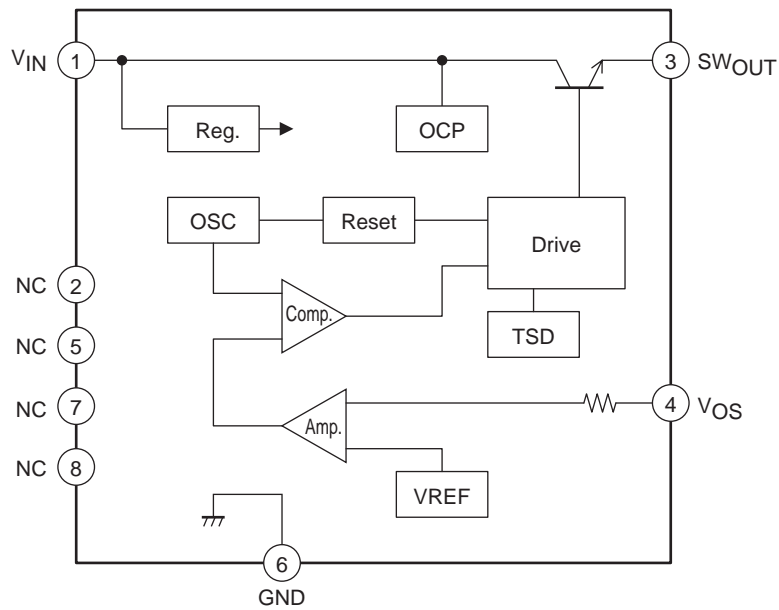 VIN 1 3 SWOUT
Reg. OCP
OSC Reset Drive
NC 2
Comp.
TSD
NC 5
NC 7
4 VOS
Amp.
NC 8
VREF
6
GND